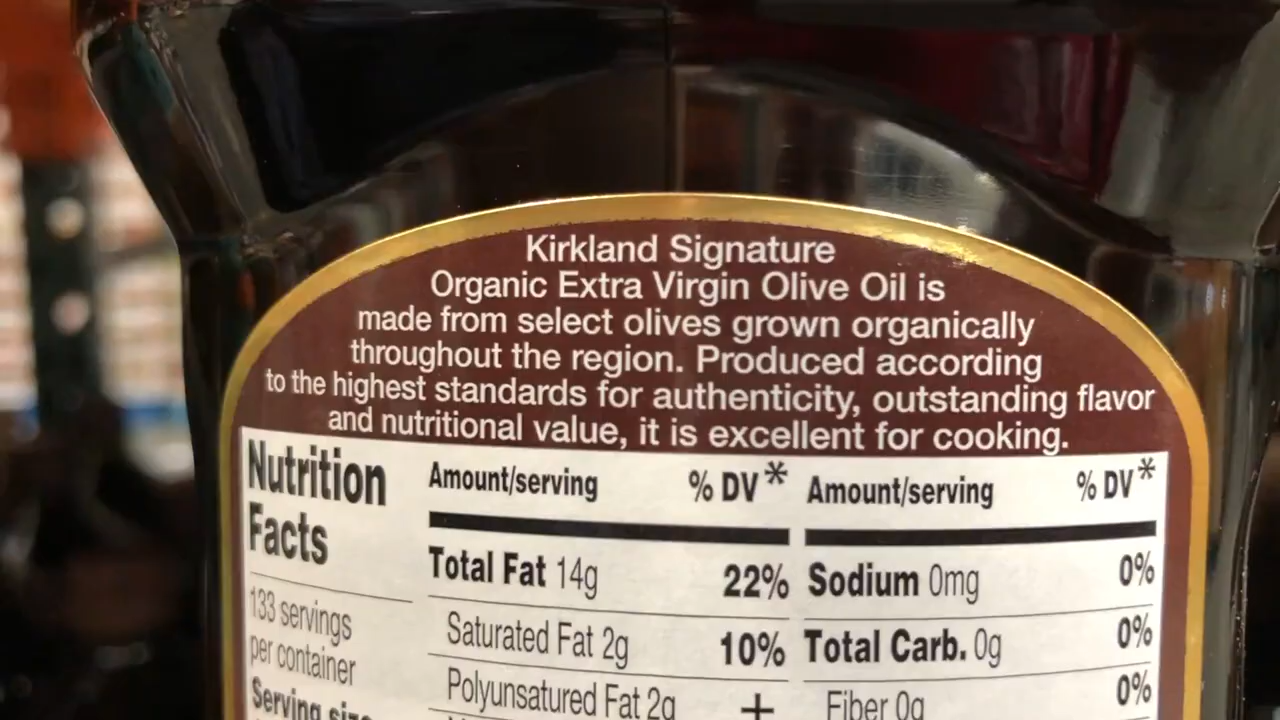 Kirkland Signature
Organic Extra Virgin Olive Oil is
made from select olives grown organically
throughout the region. Produced according
to the highest standards for authenticity, outstanding flavor
and nutritional value, it is excellent for cooking.
Nutrition
Facts
133 servings
per container
Serving size
Amount/serving % DV*
Total Fat 14g 22%
Saturated Fat 2g 10%
Polyunsatured Fat 2g +
Amount/serving % DV*
Sodium 0mg 0%
Total Carb. 0g 0%
Fiber 0g 0%